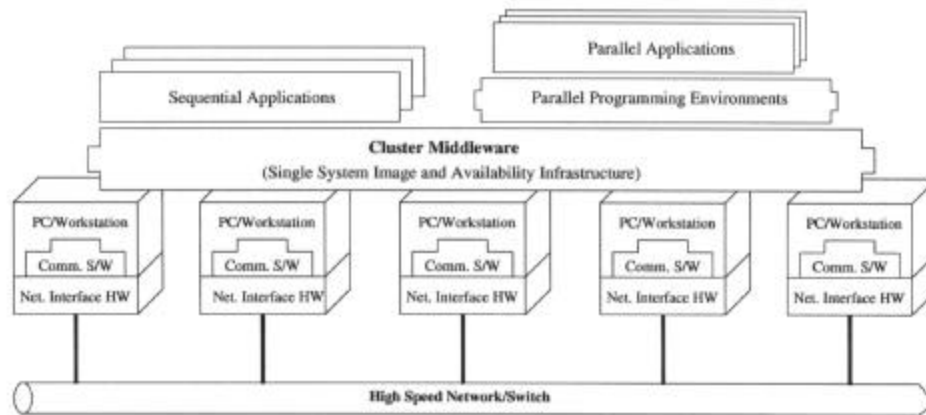 Parallel Applications
Sequential Applications
Parallel Programming Environments
Cluster Middleware
(Single System Image and Availability Infrastructure)
PC/Workstation
PC/Workstation
PC/Workstation
PC/Workstation
PC/Workstation
Comm. S/W
Comm. S/W
Comm. S/W
Comm. S/W
Comm. S/W
Net. Interface HW
Net. Interface HW
Net. Interface HW
Net. Interface HW
Net. Interface HW
High Speed Network/Switch